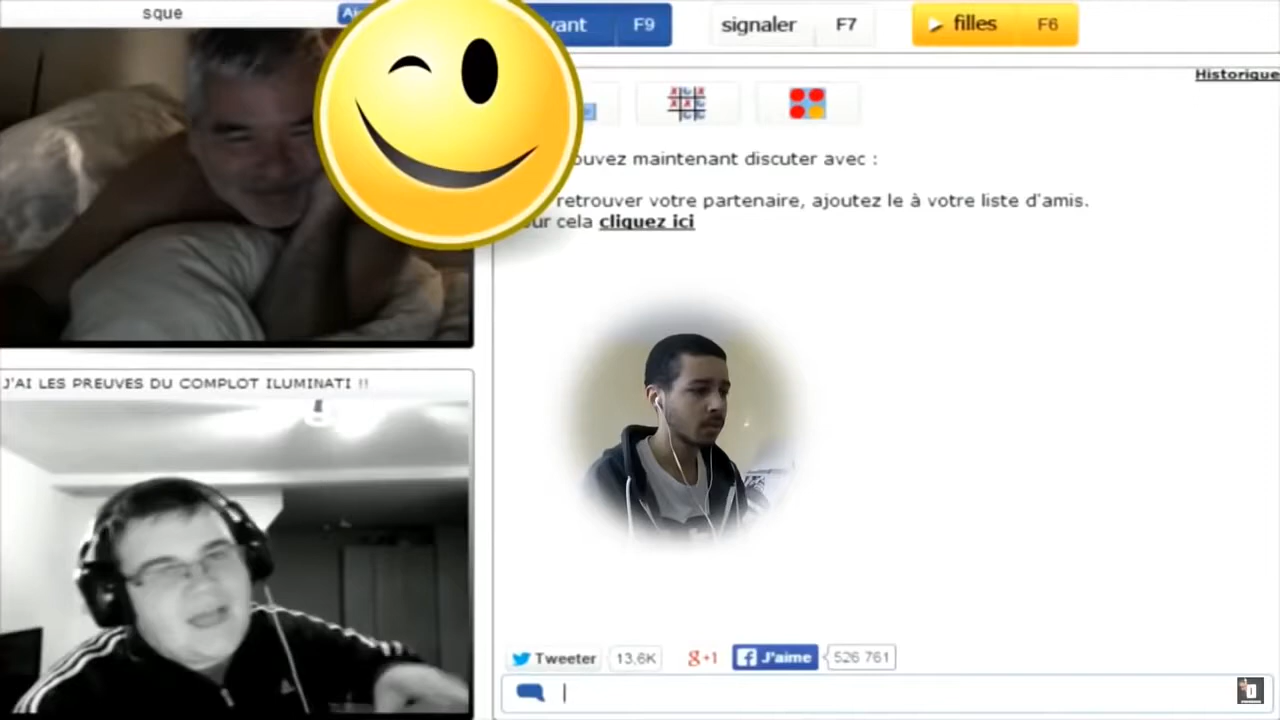 sque
vant F9
signaler F7
filles F6
Historique
ouvez maintenant discuter avec :
retrouver votre partenaire, ajoutez le à votre liste d'amis.
ur cela cliquez ici
J'AI LES PREUVES DU COMPLOT ILUMINATI !!
Tweeter 13,6K
g+1
J'aime 526 761